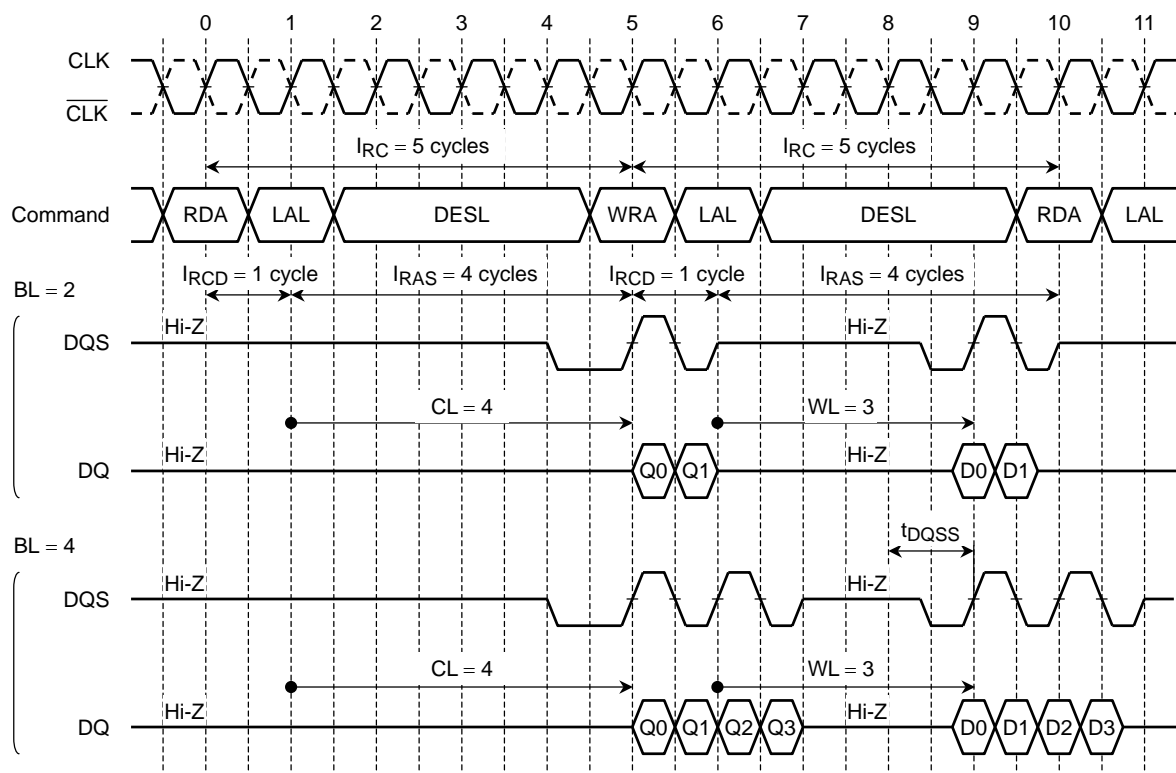 0 1 2 3 4 5 6 7 8 9 10 11
CLK
CLK
IRC = 5 cycles IRC = 5 cycles
Command RDA LAL DESL WRA LAL DESL RDA LAL
IRCD = 1 cycle IRAS = 4 cycles IRCD = 1 cycle IRAS = 4 cycles
BL = 2
Hi-Z Hi-Z
DQS
CL = 4 WL = 3
Hi-Z Hi-Z
DQ Q0 Q1 D0 D1
tDQSS
BL = 4
Hi-Z Hi-Z
DQS
CL = 4 WL = 3
Hi-Z Hi-Z
DQ Q0 Q1 Q2 Q3 D0 D1 D2 D3